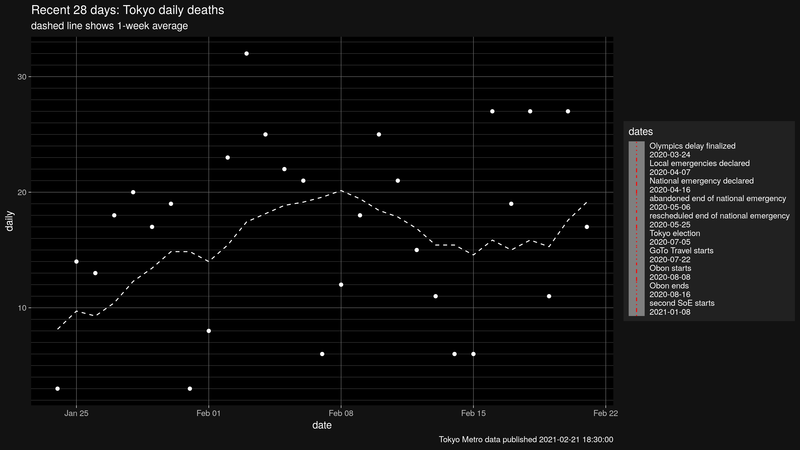 Recent 28 days: Tokyo daily deaths
dashed line shows 1-week average
30
20
10
daily
Jan 25
Feb 01
Feb 08
Feb 15
Feb 22
date
Tokyo Metro data published 2021-02-21 18:30:00
dates
Olympics delay finalized
2020-03-24
Local emergencies declared
2020-04-07
National emergency declared
2020-04-16
abandoned end of national emergency
2020-05-06
rescheduled end of national emergency
2020-05-25
Tokyo election
2020-07-05
GoTo Travel starts
2020-07-22
Obon starts
2020-08-08
Obon ends
2020-08-16
second SoE starts
2021-01-08